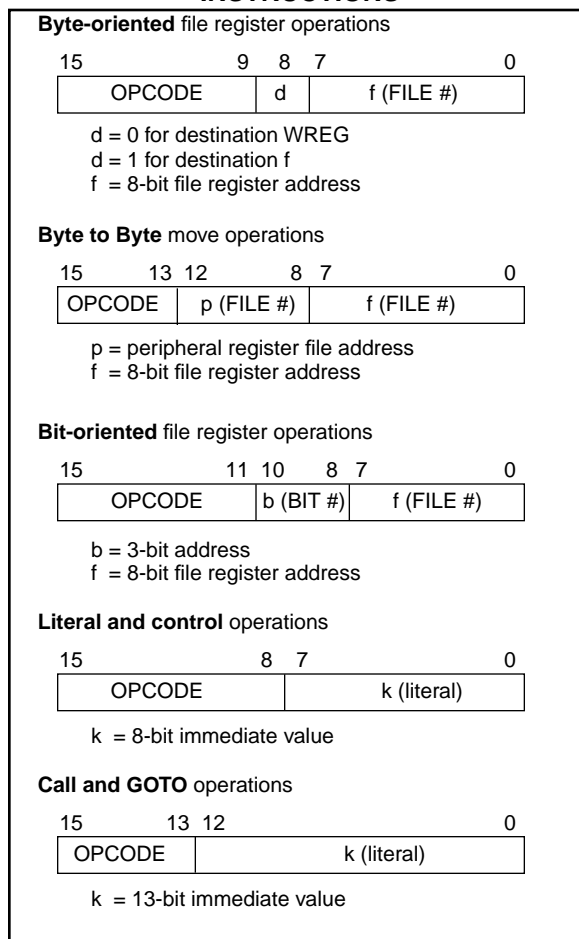 INSTRUCTIONS
Byte-oriented file register operations
15 9 8 7 0
OPCODE d f (FILE #)
d = 0 for destination WREG
d = 1 for destination f
f = 8-bit file register address
Byte to Byte move operations
15 13 12 8 7 0
OPCODE p (FILE #) f (FILE #)
p = peripheral register file address
f = 8-bit file register address
Bit-oriented file register operations
15 11 10 8 7 0
OPCODE b (BIT #) f (FILE #)
b = 3-bit address
f = 8-bit file register address
Literal and control operations
15 8 7 0
OPCODE k (literal)
k = 8-bit immediate value
Call and GOTO operations
15 13 12 0
OPCODE k (literal)
k = 13-bit immediate value